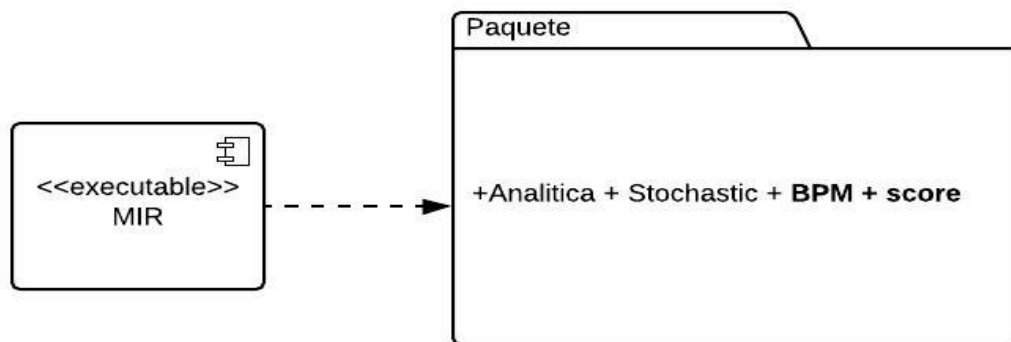 Paquete
<<executable>>
MIR
+Analitica + Stochastic + BPM + score